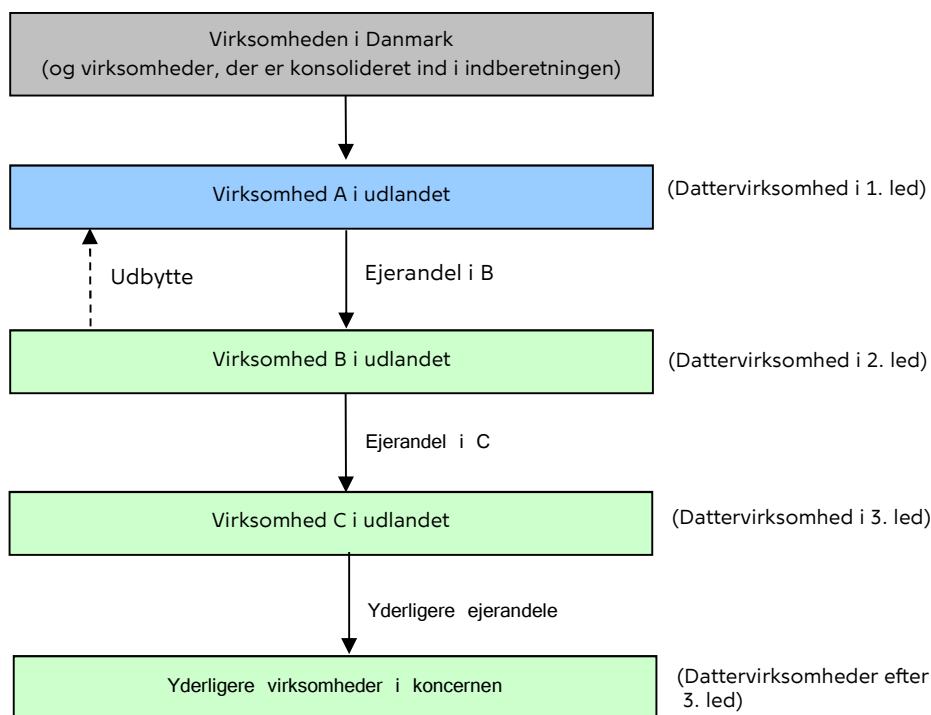 Virksomheden i Danmark
(og virksomheder, der er konsolideret ind i indberetningen)
Virksomhed A i udlandet
(Dattervirksomhed i 1. led)
Udbytte
Ejerandel i B
Virksomhed B i udlandet
(Dattervirksomhed i 2. led)
Ejerandel i C
Virksomhed C i udlandet
(Dattervirksomhed i 3. led)
Yderligere ejerandele
Yderligere virksomheder i koncernen
(Dattervirksomheder efter
3. led)